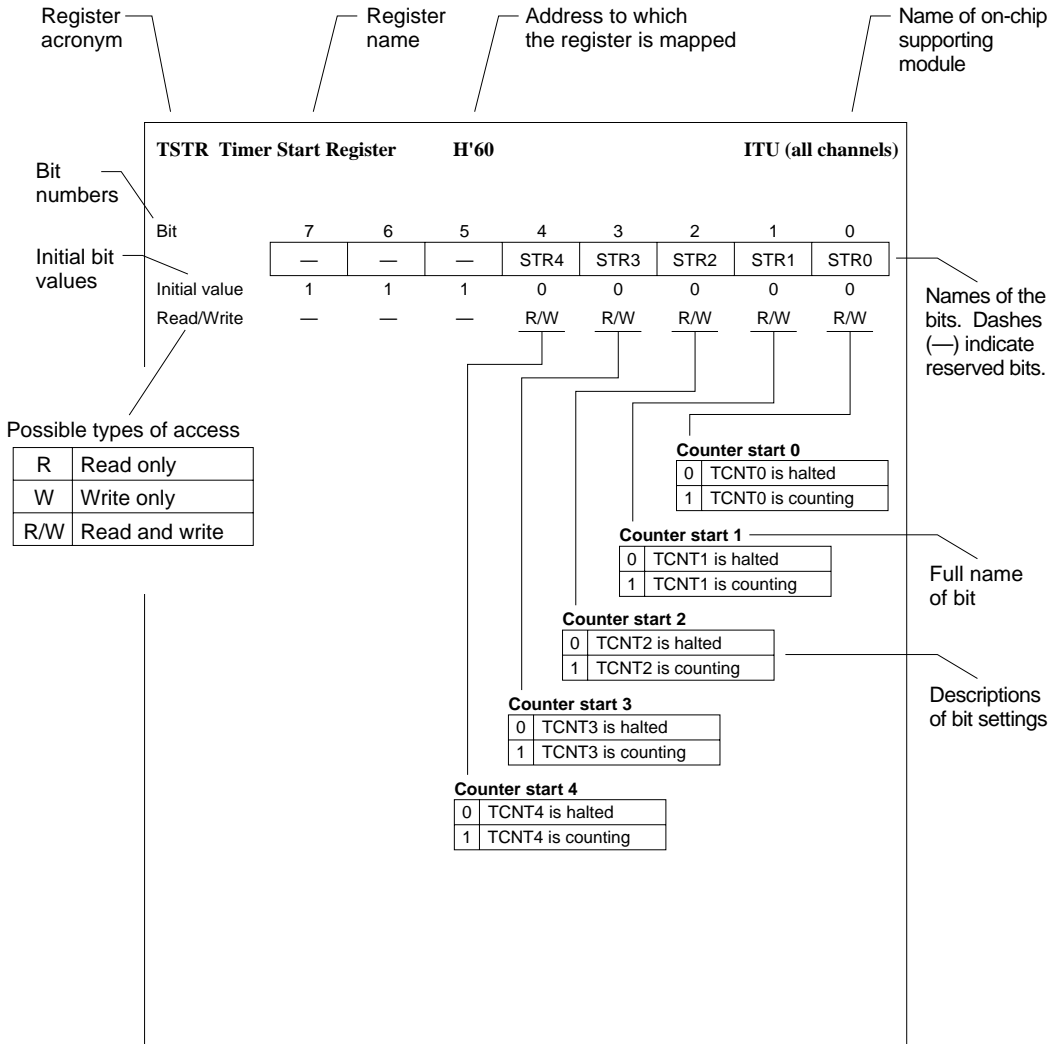 Register
acronym
Register
name
Address to which
the register is mapped
Name of on-chip
supporting
module
TSTR Timer Start Register H'60 ITU (all channels)
Bit
numbers
Bit 7 6 5 4 3 2 1 0
Initial bit
values
— — — STR4 STR3 STR2 STR1 STR0
Initial value 1 1 1 0 0 0 0 0
Read/Write — — — R/W R/W R/W R/W R/W
Names of the
bits. Dashes
(—) indicate
reserved bits.
Possible types of access
R Read only
W Write only
R/W Read and write
Counter start 0
0 TCNT0 is halted
1 TCNT0 is counting
Counter start 1
0 TCNT1 is halted
1 TCNT1 is counting
Full name
of bit
Counter start 2
0 TCNT2 is halted
1 TCNT2 is counting
Descriptions
of bit settings
Counter start 3
0 TCNT3 is halted
1 TCNT3 is counting
Counter start 4
0 TCNT4 is halted
1 TCNT4 is counting